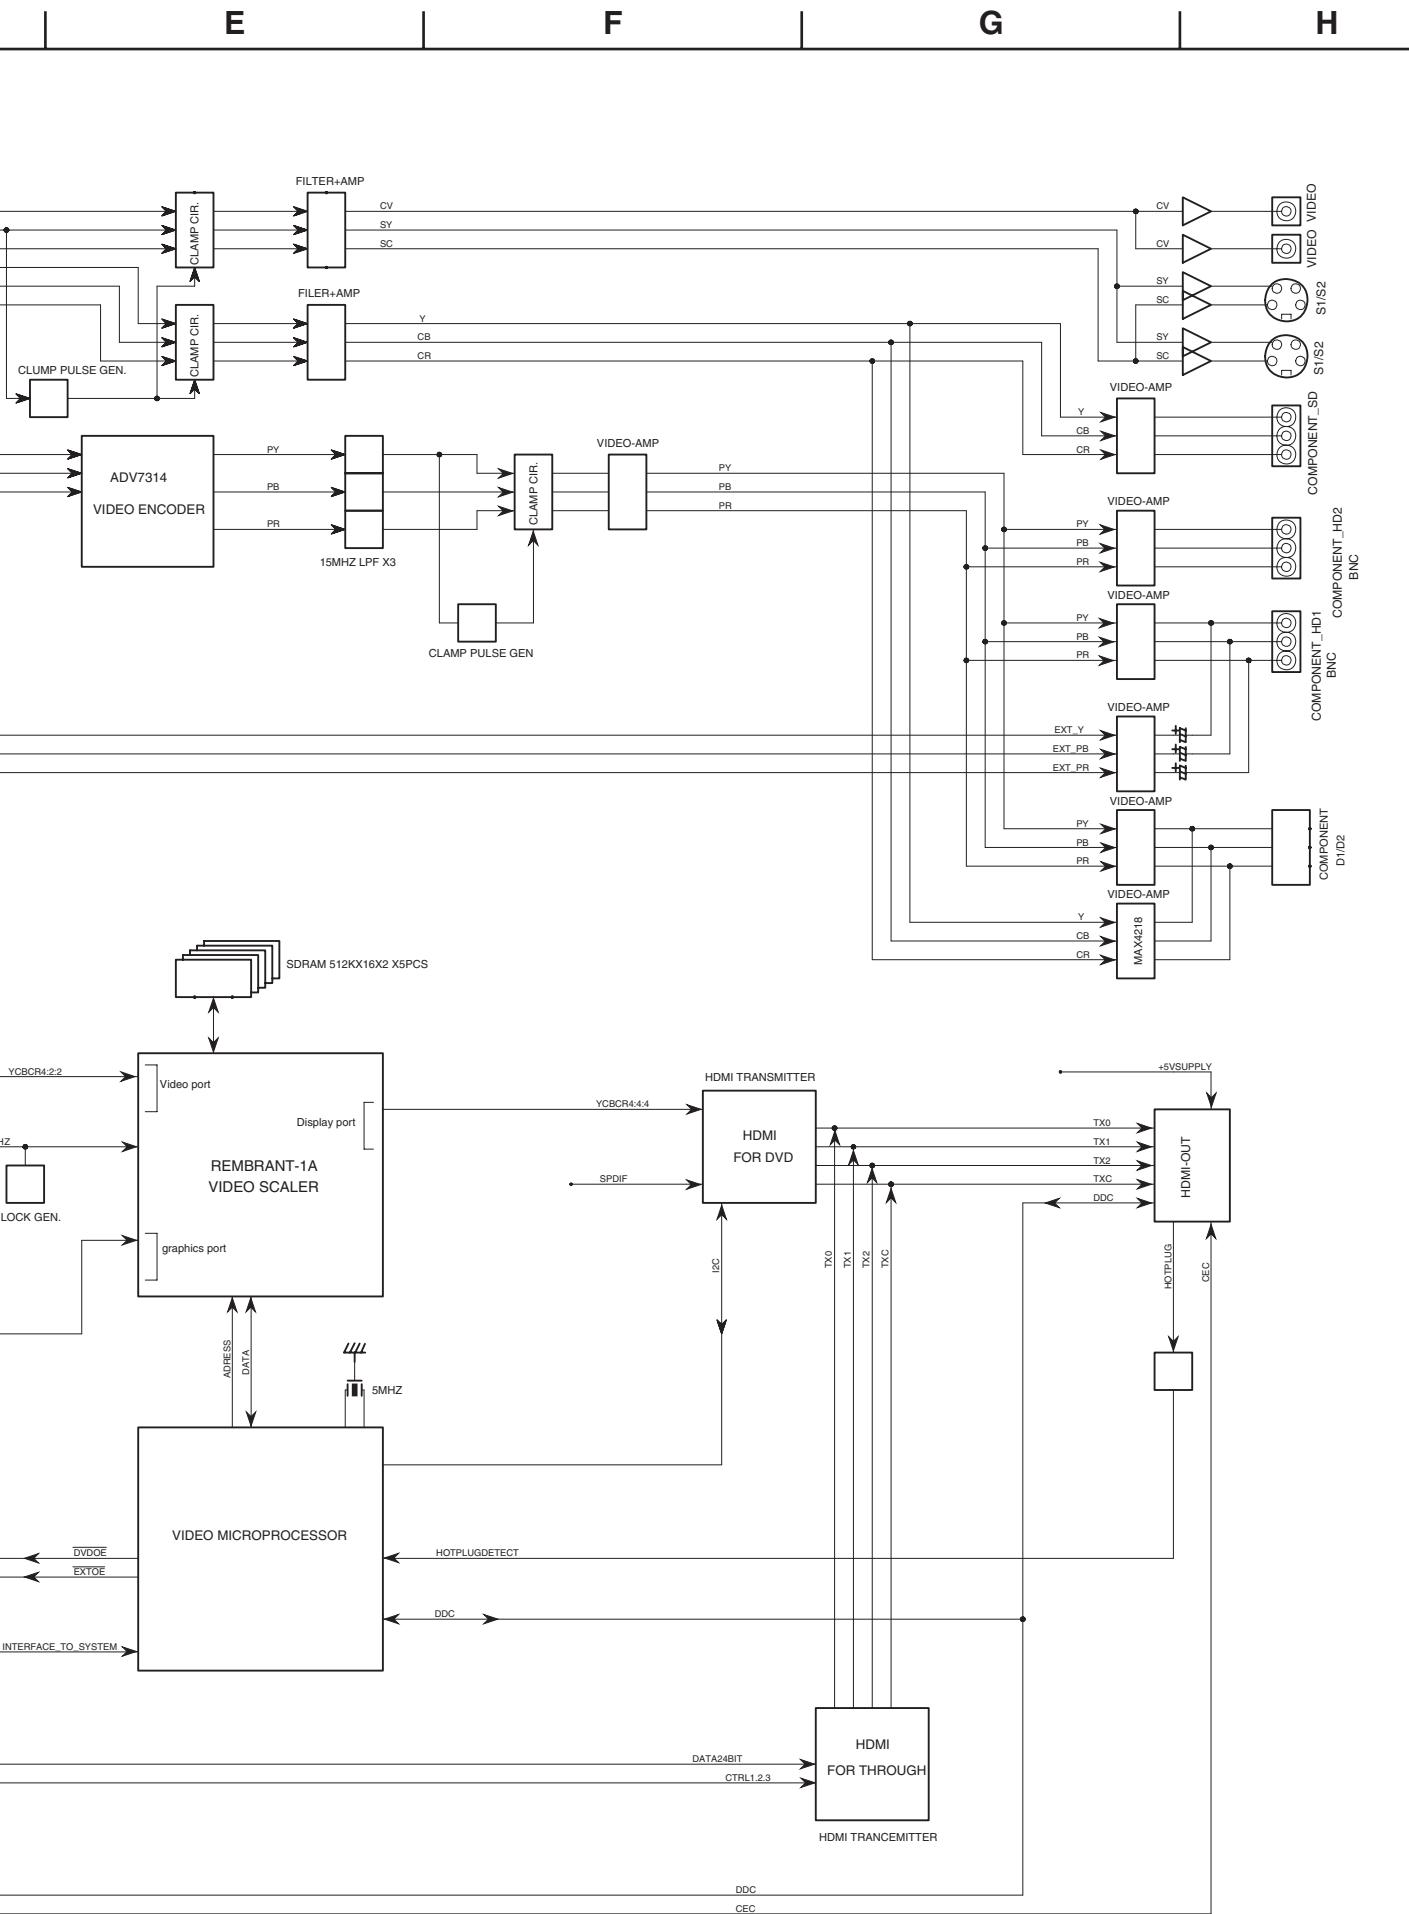 E
F
G
H
FILTER+AMP
CLAMP CIR.
CV
SY
SC
CV
VIDEO
CV
VIDEO
SY
SC
S1/S2
SY
SC
S1/S2
FILER+AMP
CLAMP CIR.
Y
CB
CR
CLUMP PULSE GEN.
VIDEO-AMP
Y
CB
CR
COMPONENT_SD
ADV7314
VIDEO ENCODER
PY
PB
PR
15MHZ LPF X3
CLAMP CIR.
VIDEO-AMP
PY
PB
PR
CLAMP PULSE GEN
VIDEO-AMP
PY
PB
PR
COMPONENT_HD2
BNC
VIDEO-AMP
PY
PB
PR
COMPONENT_HD1
BNC
VIDEO-AMP
EXT_Y
EXT_PB
EXT_PR
VIDEO-AMP
PY
PB
PR
COMPONENT
D1/D2
VIDEO-AMP
Y
CB
CR
MAX4218
SDRAM 512KX16X2 X5PCS
YCBCR4:2:2
Video port
Display port
REMBRANT-1A
VIDEO SCALER
graphics port
HZ
LOCK GEN.
YCBCR4:4:4
SPDIF
HDMI TRANSMITTER
HDMI
FOR DVD
+5VSUPPLY
TX0
TX1
TX2
TXC
DDC
HDMI-OUT
I2C
TX0
TX1
TX2
TXC
HOTPLUG
CEC
ADRESS
DATA
5MHZ
VIDEO MICROPROCESSOR
DVDOE
EXTOE
INTERFACE_TO_SYSTEM
HOTPLUGDETECT
DDC
DATA24BIT
CTRL1.2.3
HDMI
FOR THROUGH
HDMI TRANCEMITTER
DDC
CEC